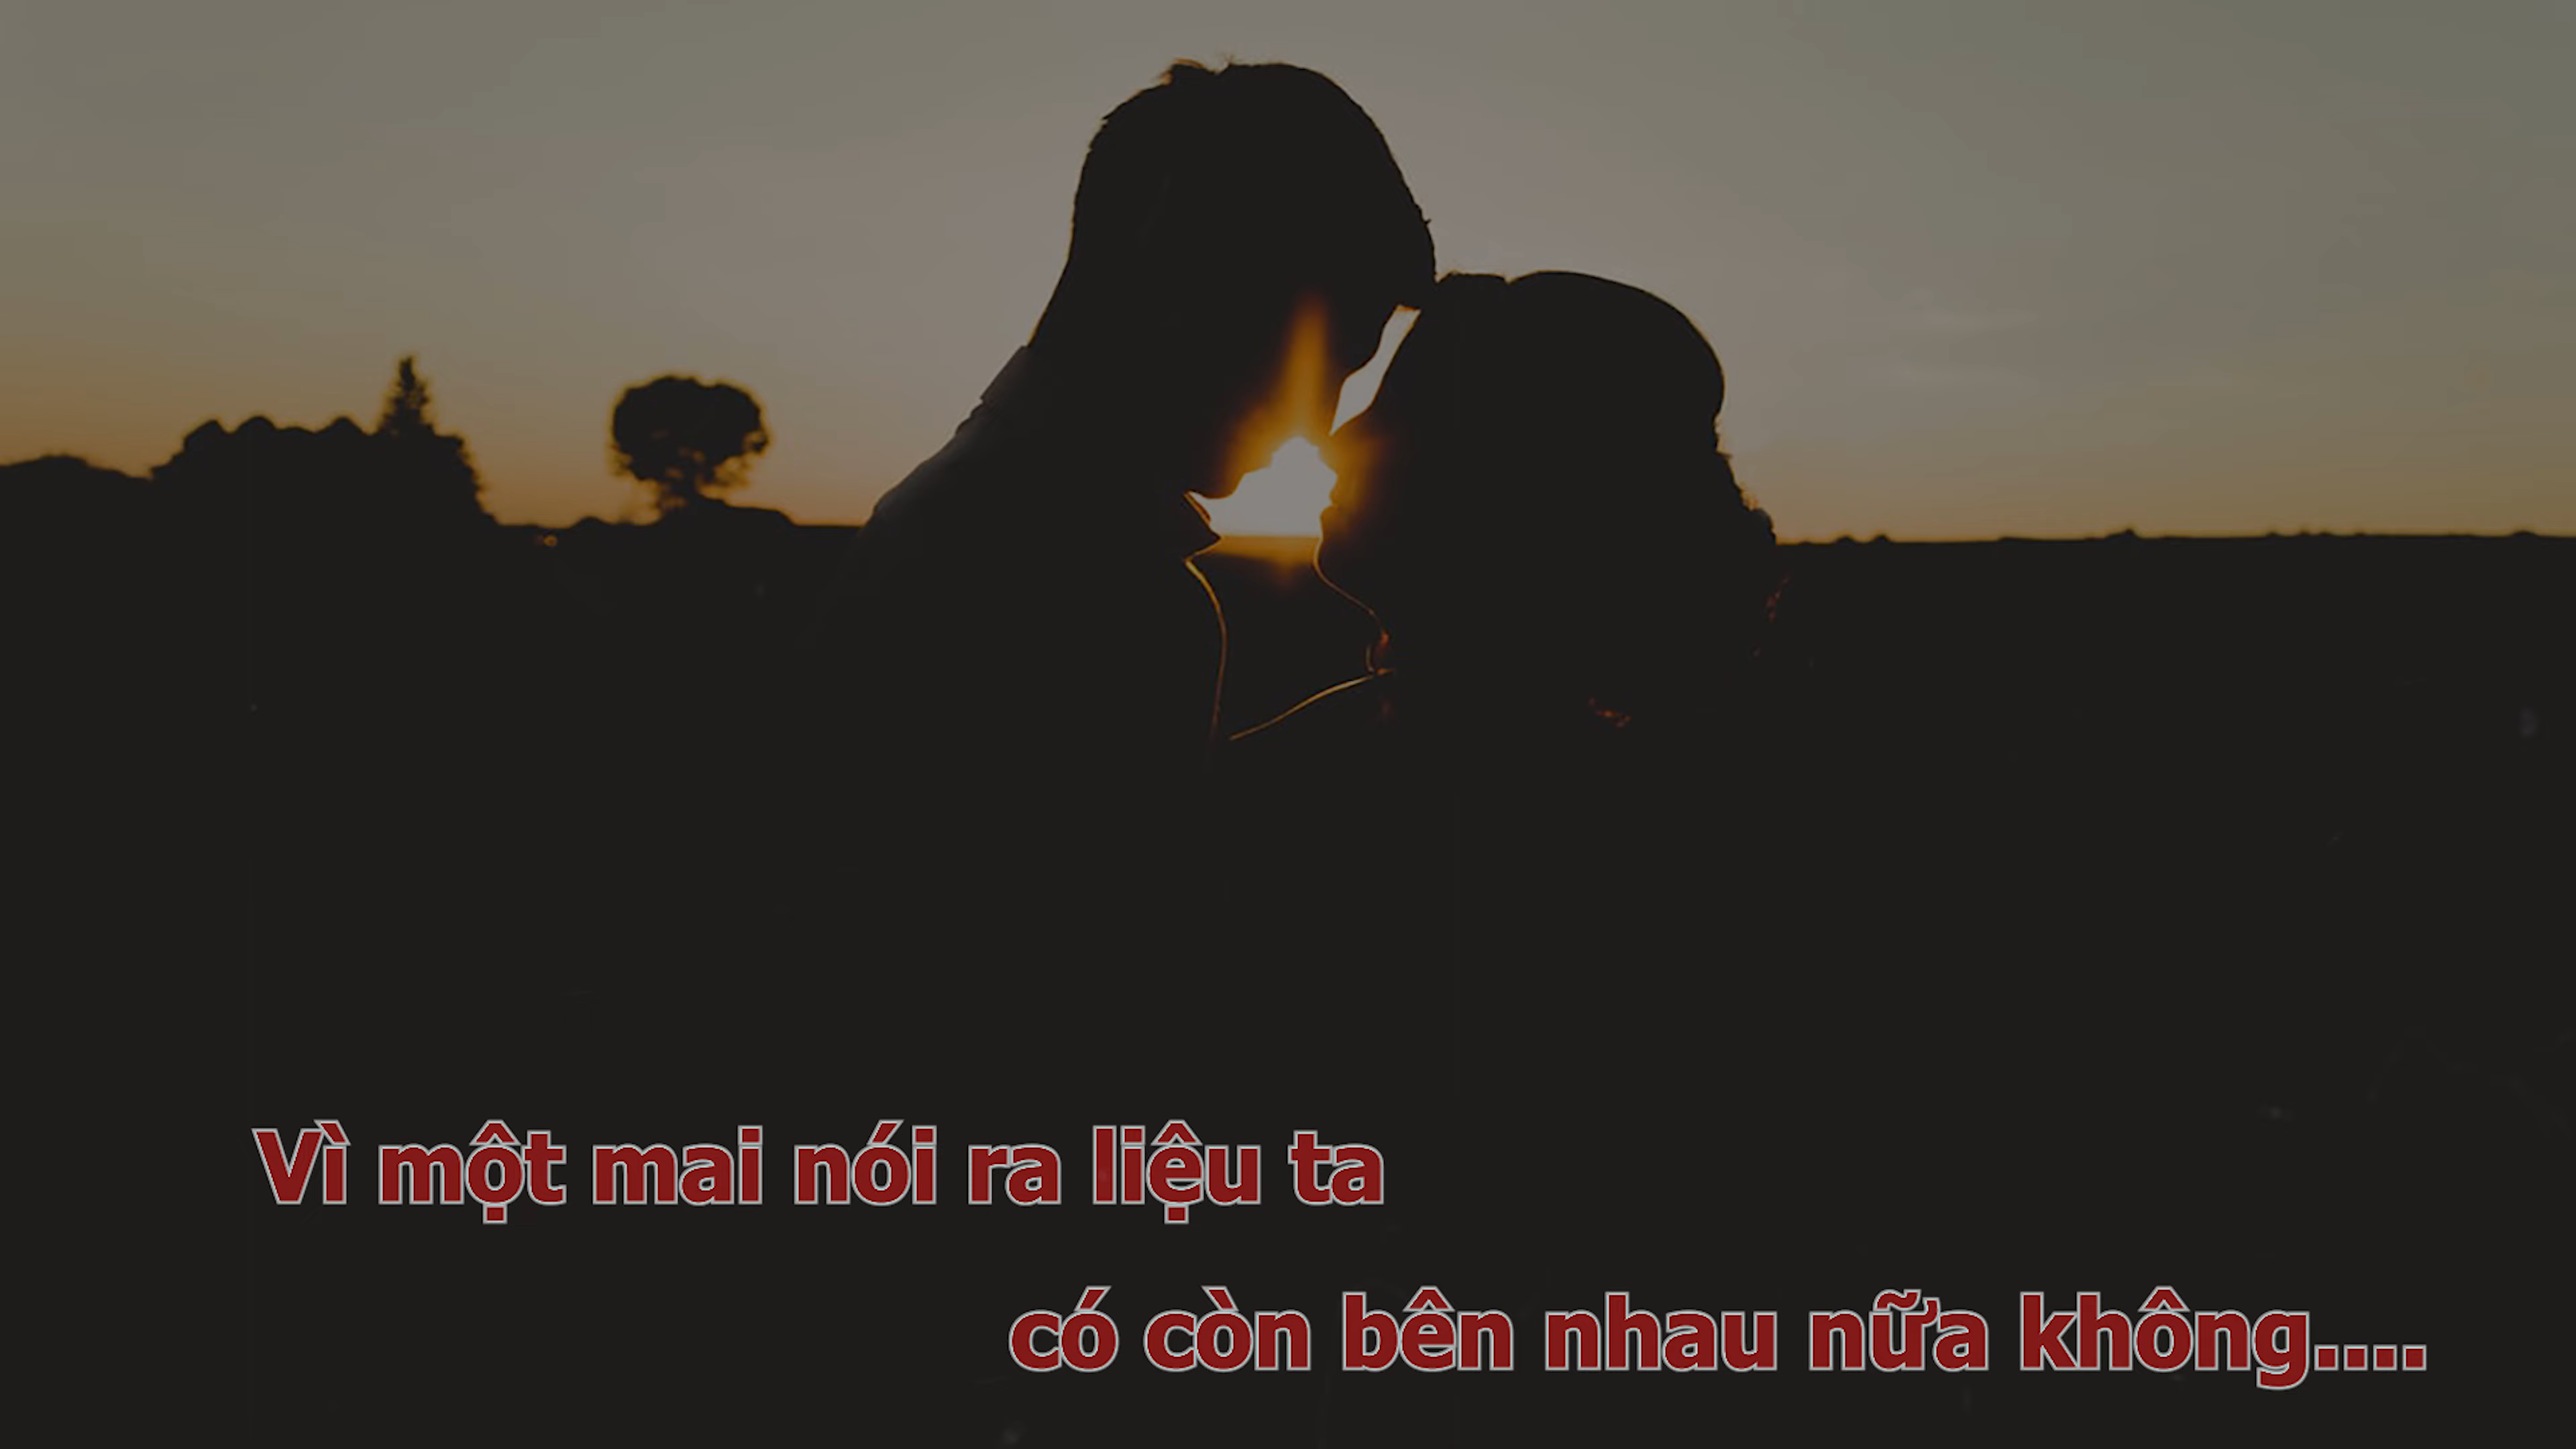 Vì một mai nói ra liệu ta
có còn bên nhau nữa không....